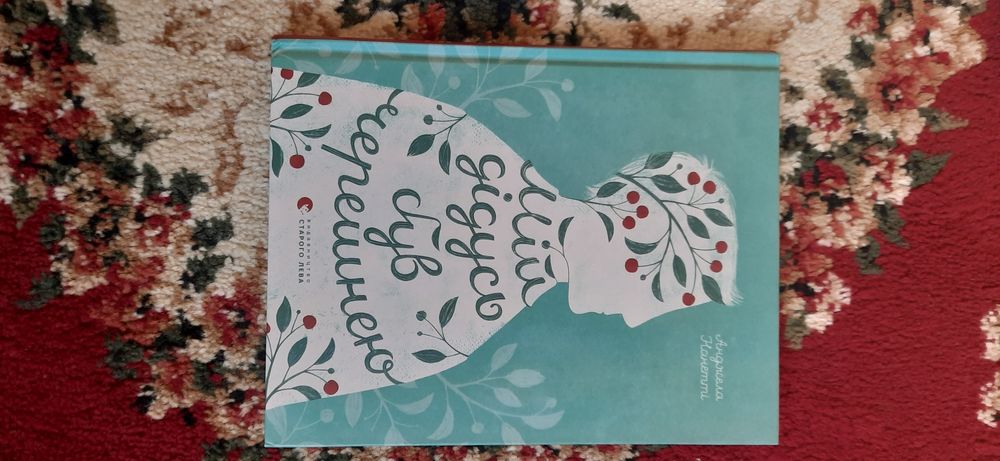 Анджела
Нанетті
Мій
дідусь
був
черешнею
видавництво
СТАРОГО ЛЕВА